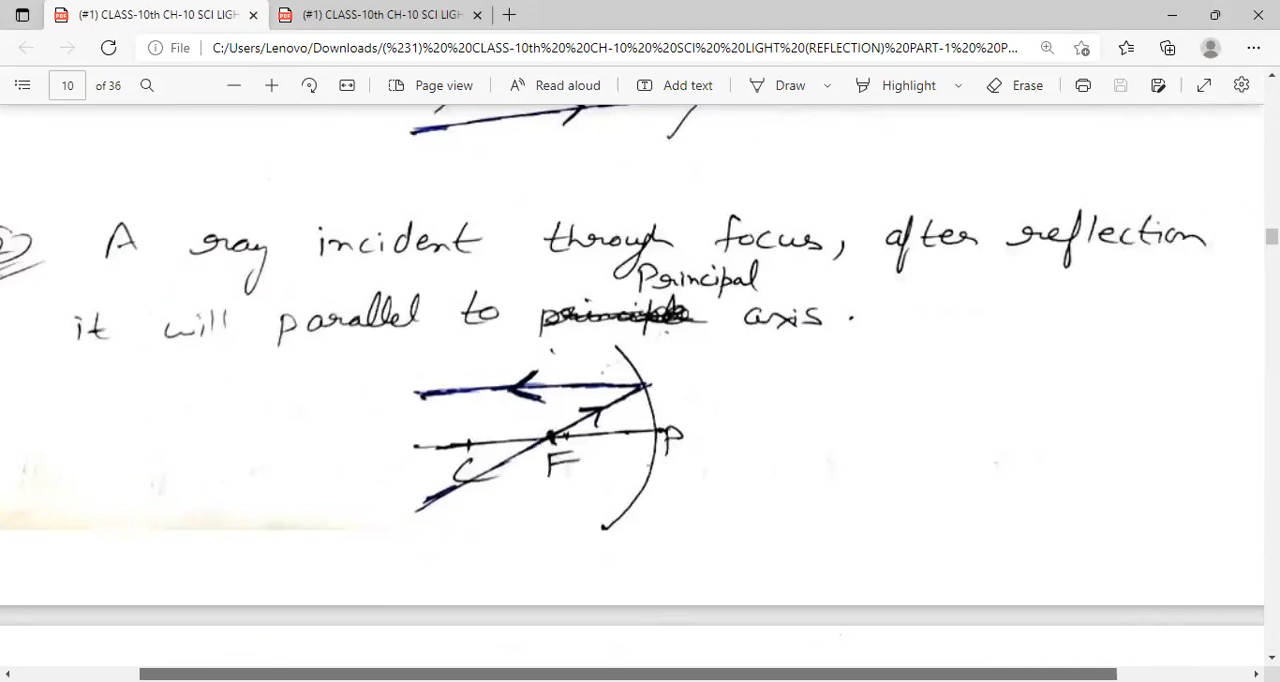 (#1) CLASS-10th CH-10 SCI LIGH
(#1) CLASS-10th CH-10 SCI LIGH
File
C:/Users/Lenovo/Downloads/(%231)%20%20CLASS-10th%20%20CH-10%20%20SCI%20%20LIGHT%20(REFLECTION)%20PART-1%20%20P...
10 of 36
Page view
Read aloud
Add text
Draw
Highlight
Erase
A ray incident through focus, after reflection
Principal
it will parallel to principle axis.
C F P